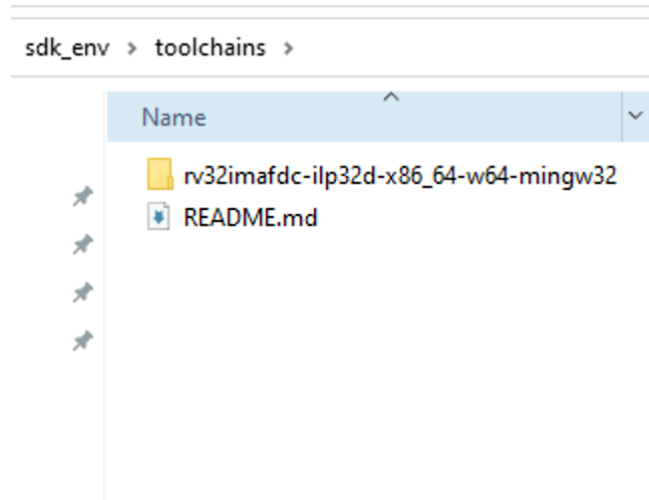 sdk_env > toolchains >
Name
rv32imafdc-ilp32d-x86_64-w64-mingw32
README.md